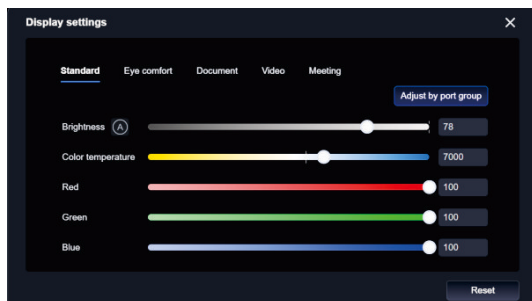 Display settings
Standard Eye comfort Document Video Meeting
Adjust by port group
Brightness A 78
Color temperature 7000
Red 100
Green 100
Blue 100
Reset